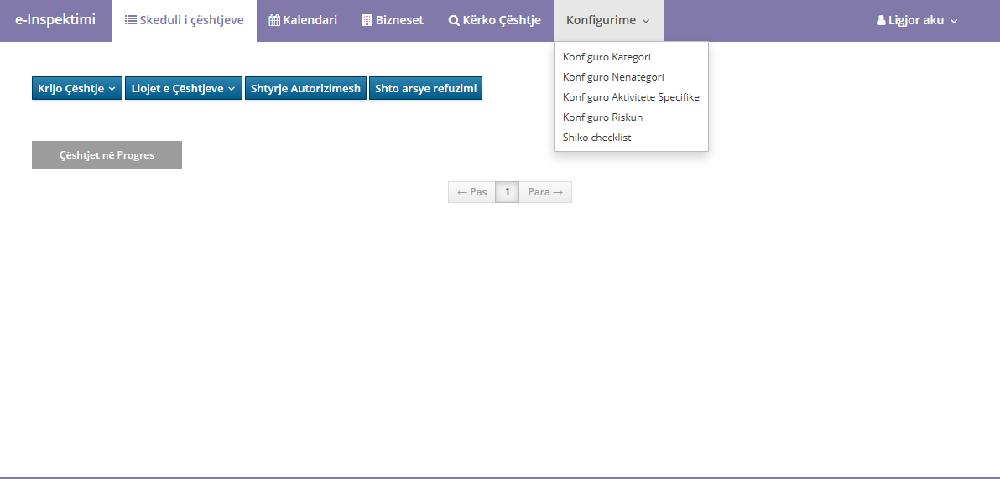 e-Inspektimi
Skeduli i çështjeve
Kalendari
Bizneset
Kërko Çështje
Konfigurime
Ligjor aku
Konfiguro Kategori
Konfiguro Nenategori
Konfiguro Aktivitete Specifike
Konfiguro Riskun
Shiko checklist
Krijo Çështje
Llojet e Çështjeve
Shtyrje Autorizimesh
Shto arsye refuzimi
Çështjet në Progres
← Pas
1
Para →